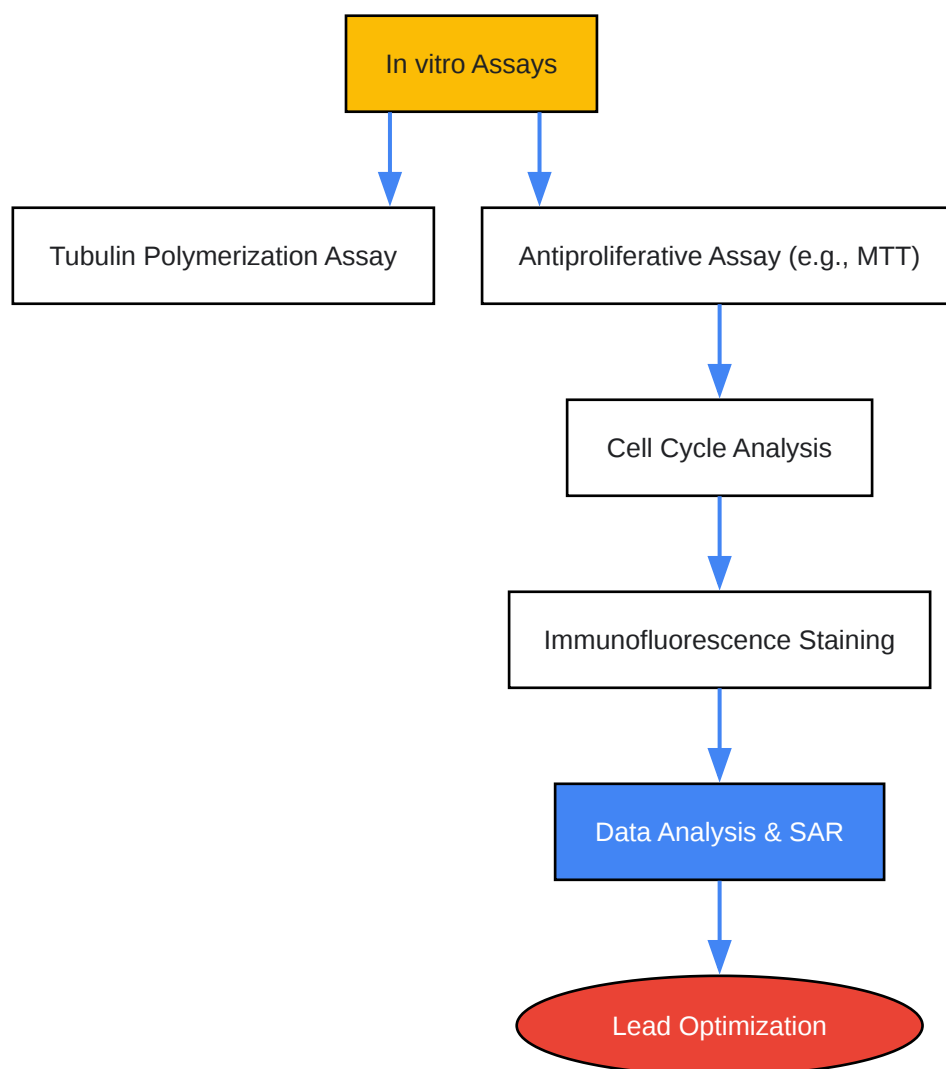 In vitro Assays
Tubulin Polymerization Assay
Antiproliferative Assay (e.g., MTT)
Cell Cycle Analysis
Immunofluorescence Staining
Data Analysis & SAR
Lead Optimization